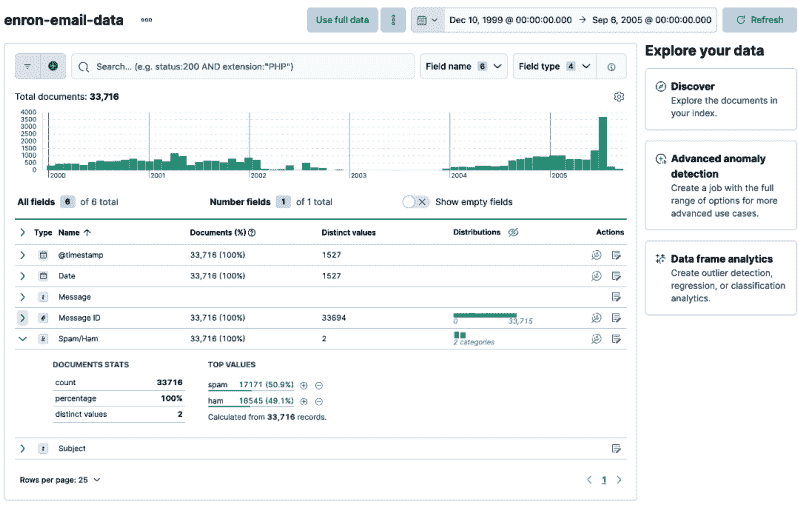 enron-email-data
Use full data
Dec 10, 1999 @ 00:00:00.000 → Sep 6, 2005 @ 00:00:00.000
Refresh
Search... (e.g. status:200 AND extension:"PHP")
Field name 6
Field type 4
Total documents: 33,716
4000
3500
3000
2500
2000
1500
1000
500
0
2000 2001 2002 2003 2004 2005
All fields 6 of 6 total
Number fields 1 of 1 total
Show empty fields
Type Name ↑ Documents (%) Distinct values Distributions Actions
@timestamp 33,716 (100%) 1527
Date 33,716 (100%) 1527
t Message
# Message ID 33,716 (100%) 33694
0 33,715
k Spam/Ham 33,716 (100%) 2
2 categories
DOCUMENTS STATS
count 33716
percentage 100%
distinct values 2
TOP VALUES
spam 17171 (50.9%)
ham 16545 (49.1%)
Calculated from 33,716 records.
t Subject
Rows per page: 25
1
Explore your data
Discover
Explore the documents in
your index.
Advanced anomaly
detection
Create a job with the full
range of options for more
advanced use cases.
Data frame analytics
Create outlier detection,
regression, or classification
analytics.